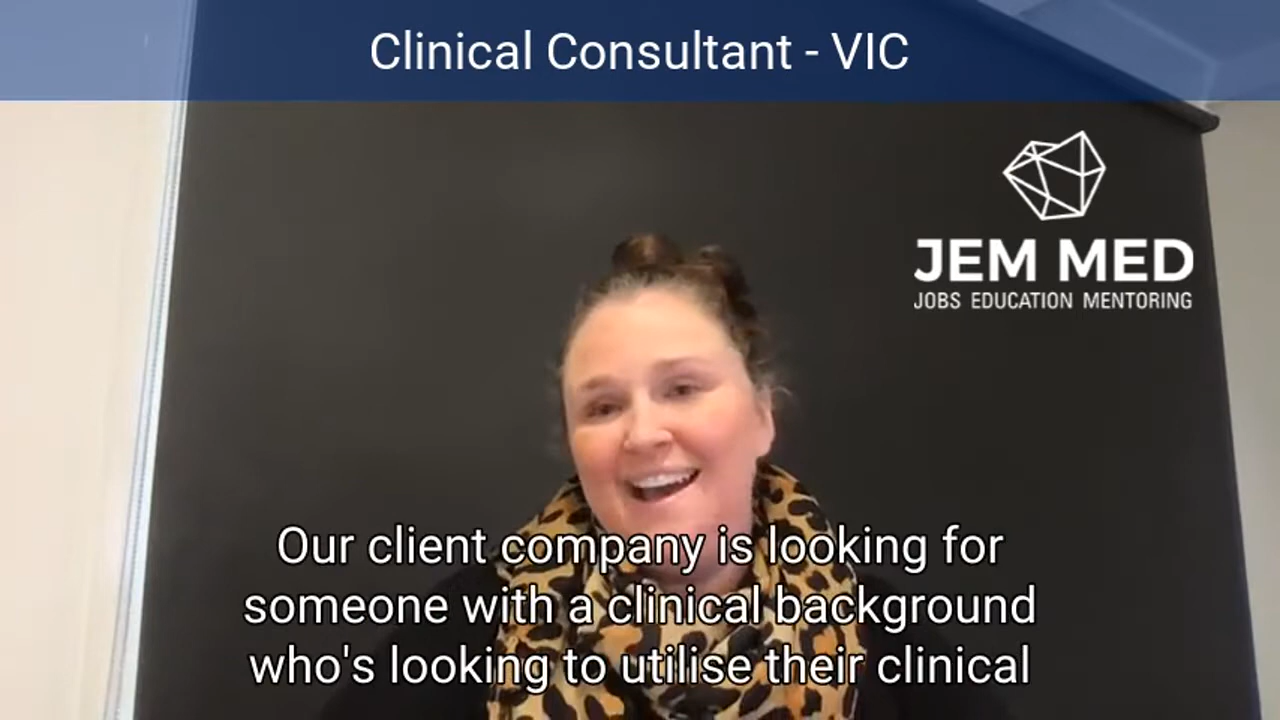 Clinical Consultant - VIC
JEM MED
JOBS EDUCATION MENTORING
Our client company is looking for
someone with a clinical background
who's looking to utilise their clinical